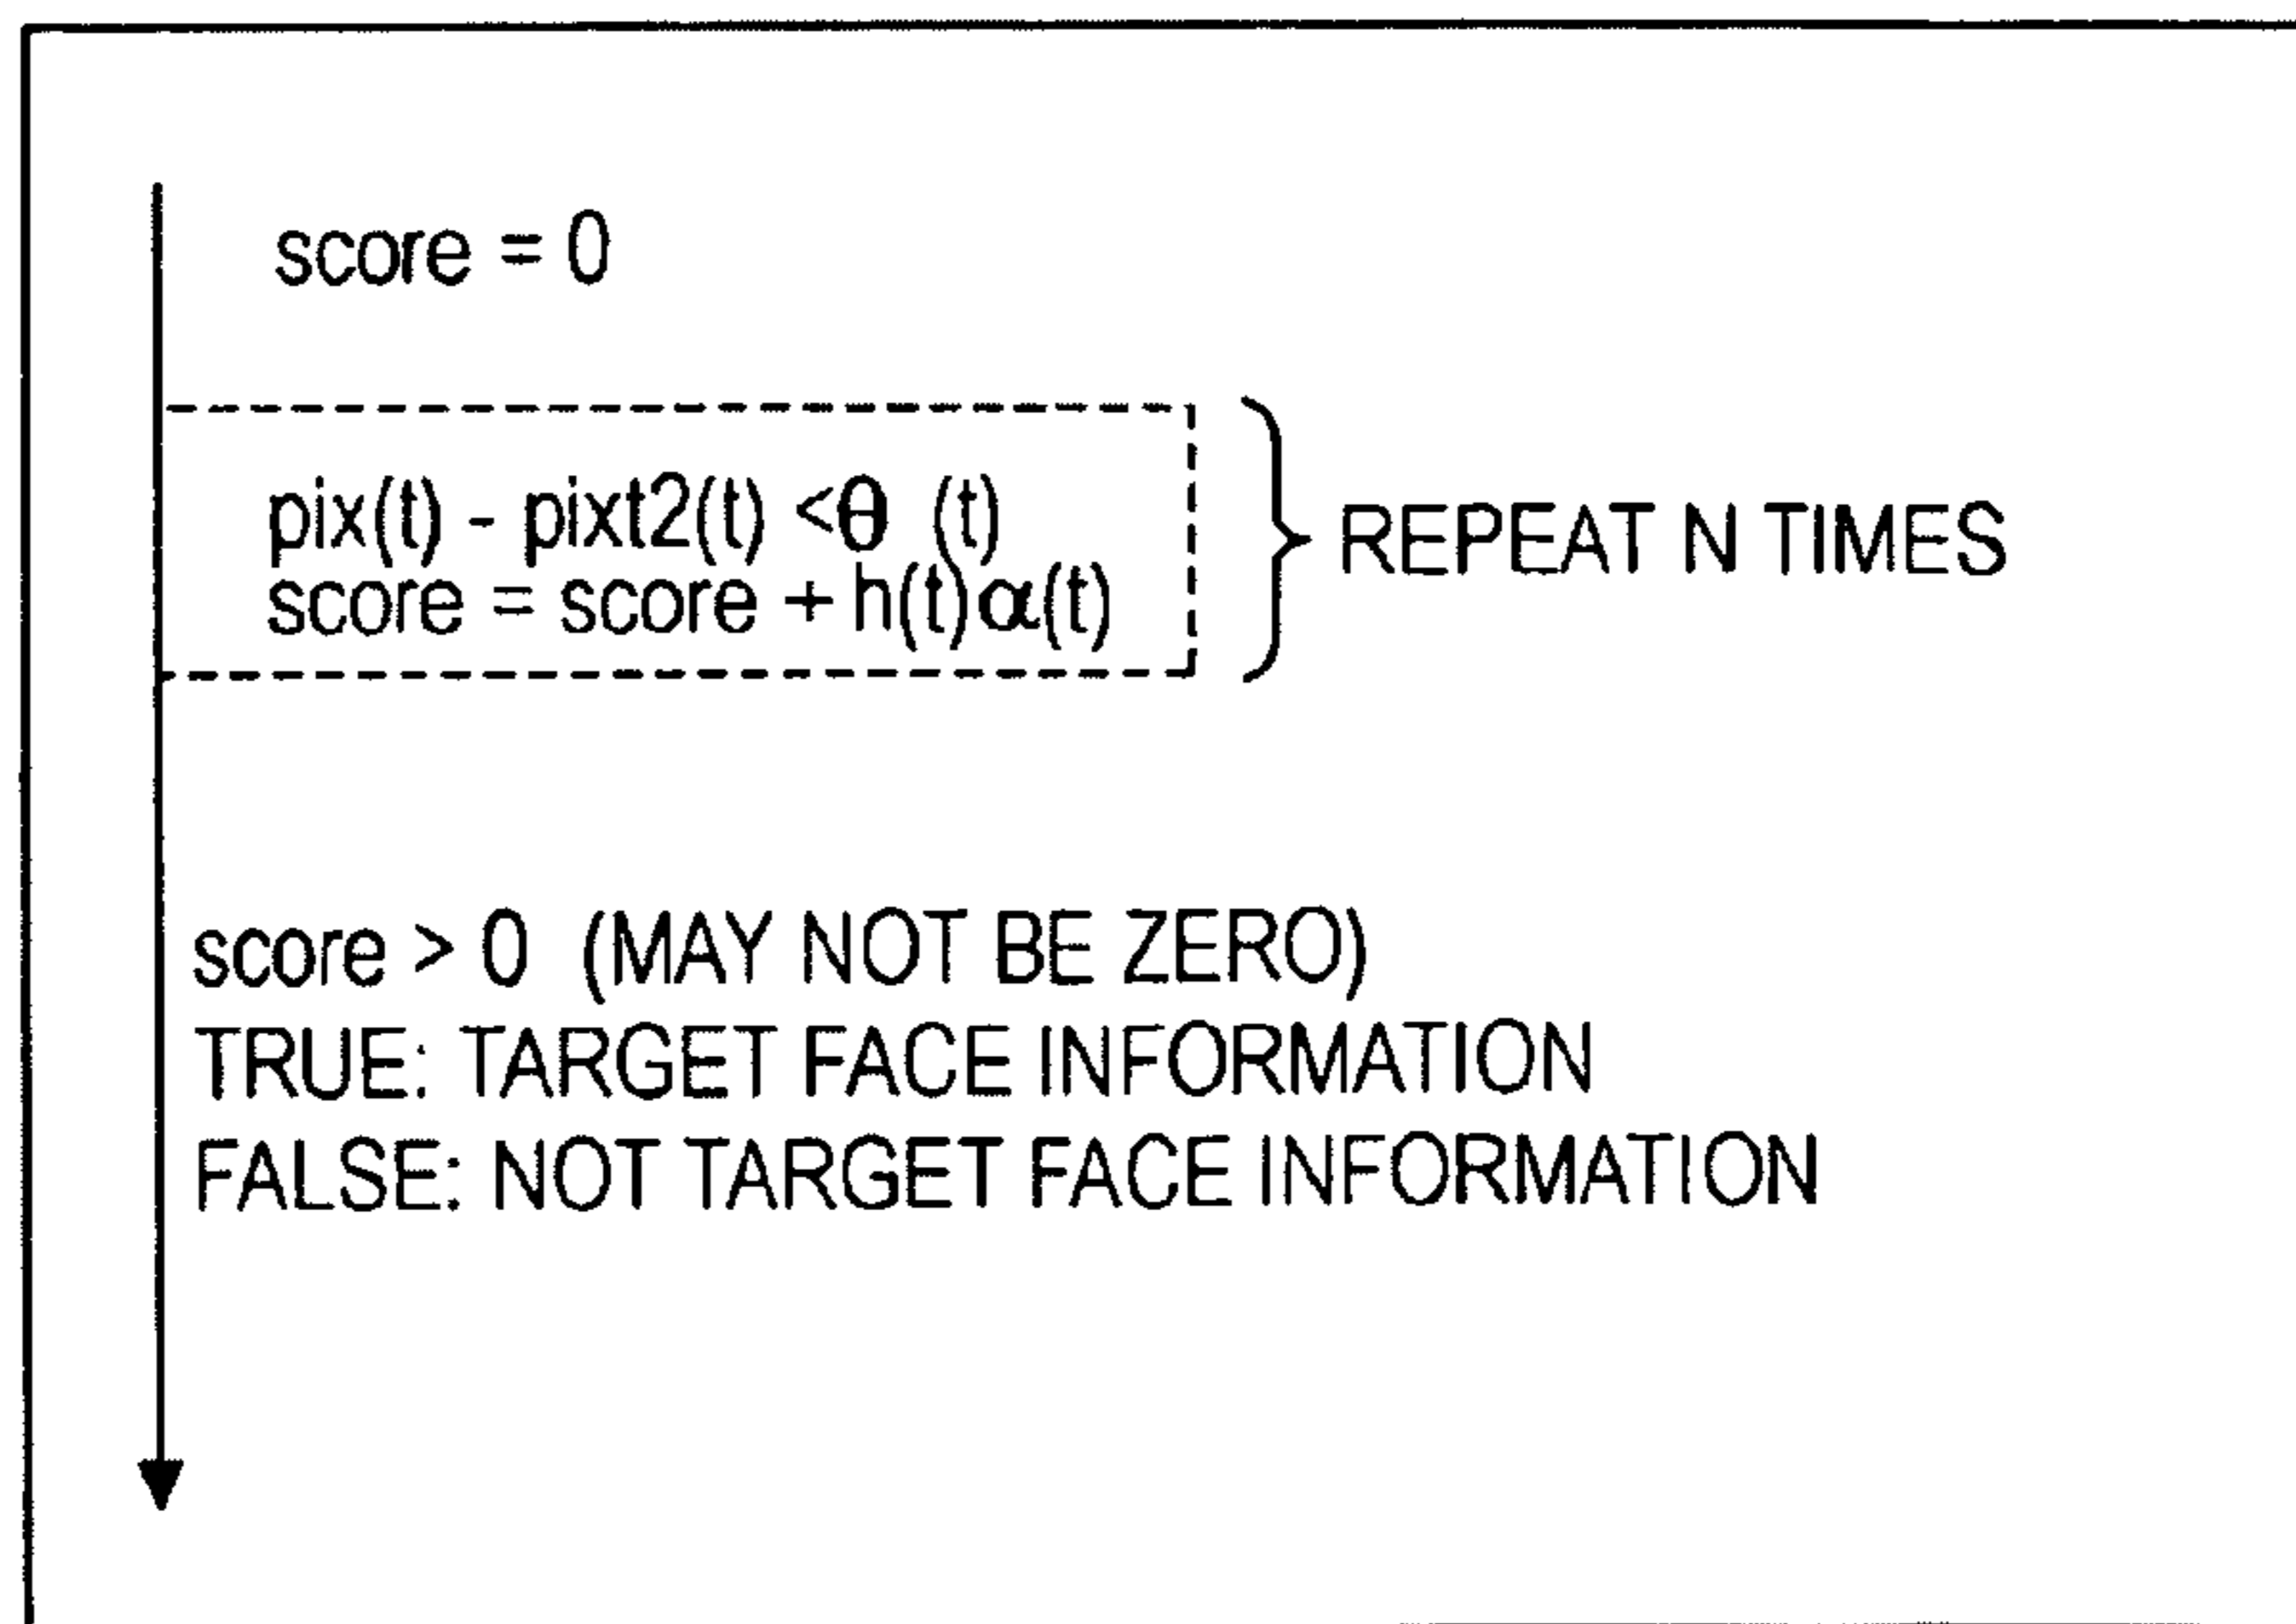 score = 0
pix(t) - pixt2(t) <θ (t)
score = score + h(t)α(t)
REPEAT N TIMES
score > 0 (MAY NOT BE ZERO)
TRUE: TARGET FACE INFORMATION
FALSE: NOT TARGET FACE INFORMATION